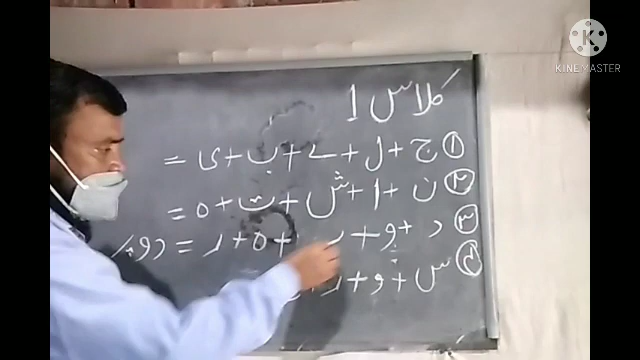 KINEMASTER
کلاس 1
① ج + ل + ے + ب + ی =
② ن + ا + ش + ت + ہ =
③ د + و + ہ + ر =
④ س + و + ر +